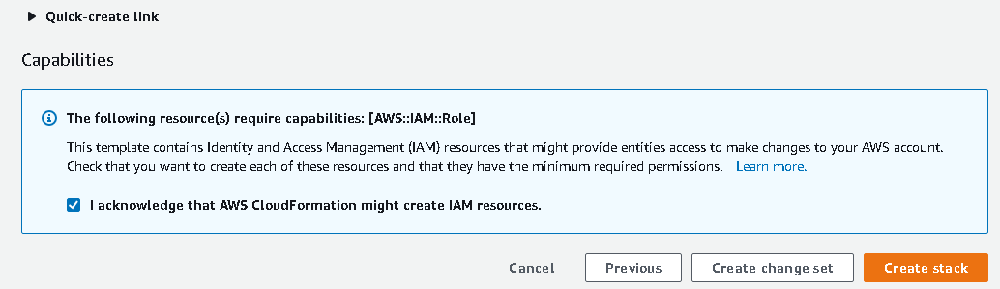 Quick-create link
Capabilities
The following resource(s) require capabilities: [AWS::IAM::Role]
This template contains Identity and Access Management (IAM) resources that might provide entities access to make changes to your AWS account.
Check that you want to create each of these resources and that they have the minimum required permissions. Learn more.
I acknowledge that AWS CloudFormation might create IAM resources.
Cancel Previous Create change set Create stack